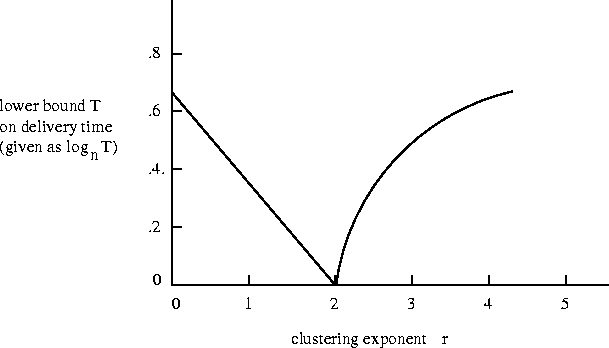 .8
.6
.4.
.2
0
lower bound T
on delivery time
(given as log n T)
0 1 2 3 4 5
clustering exponent r